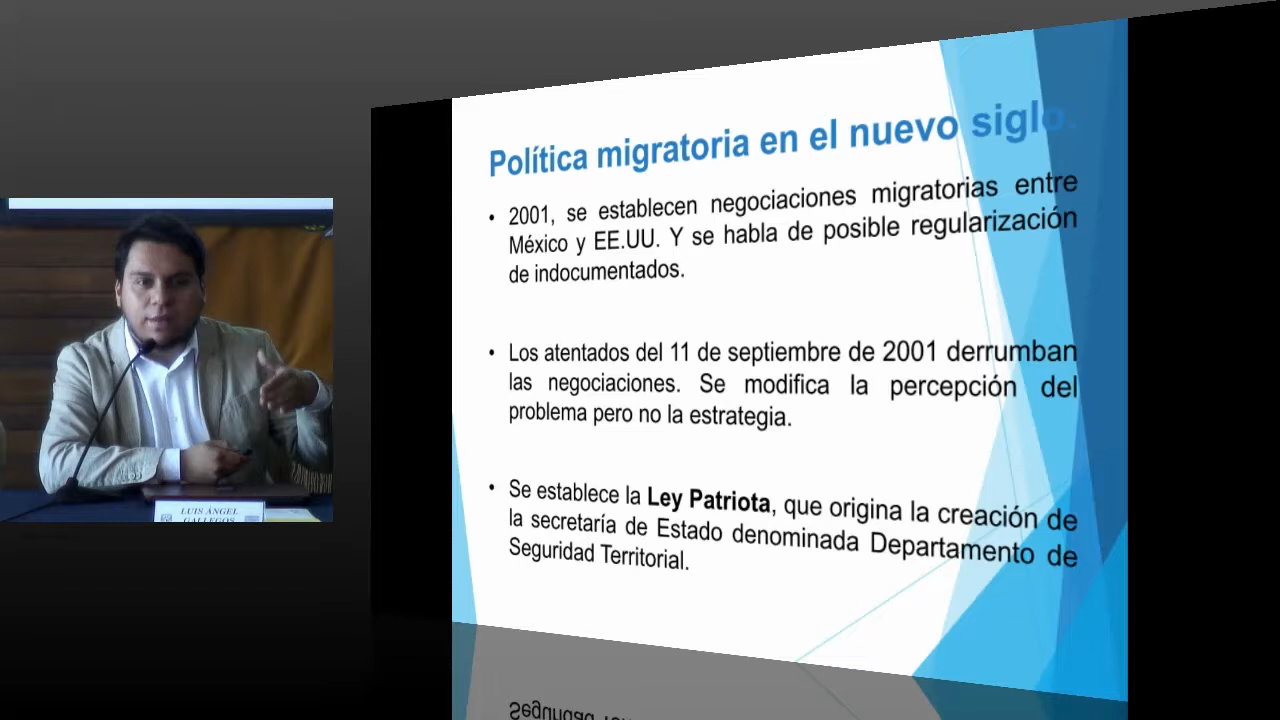 Política migratoria en el nuevo siglo.
• 2001, se establecen negociaciones migratorias entre
México y EE.UU. Y se habla de posible regularización
de indocumentados.
• Los atentados del 11 de septiembre de 2001 derrumban
las negociaciones. Se modifica la percepción del
problema pero no la estrategia.
• Se establece la Ley Patriota, que origina la creación de
la secretaría de Estado denominada Departamento de
Seguridad Territorial.
LUIS ÁNGEL
GALLEGOS